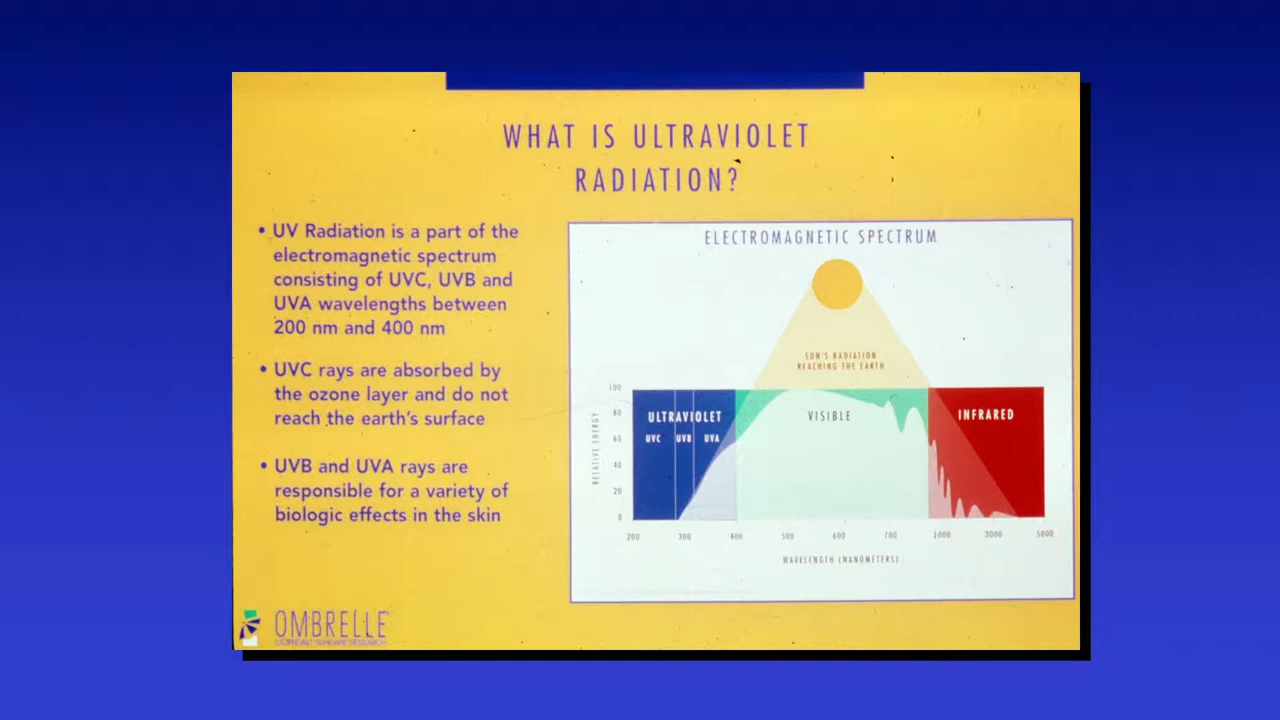 WHAT IS ULTRAVIOLET
RADIATION?
• UV Radiation is a part of the
electromagnetic spectrum
consisting of UVC, UVB and
UVA wavelengths between
200 nm and 400 nm
• UVC rays are absorbed by
the ozone layer and do not
reach the earth's surface
• UVB and UVA rays are
responsible for a variety of
biologic effects in the skin
ELECTROMAGNETIC SPECTRUM
SUN'S RADIATION
REACHING THE EARTH
ULTRAVIOLET
UVC UVB UVA
VISIBLE
INFRARED
RELATIVE ENERGY
100
80
60
40
20
0
200 300 400 500 600 700 1000 3000 5000
WAVELENGTH (NANOMETERS)
OMBRELLE
L'ORÉAL SUNCARE RESEARCH